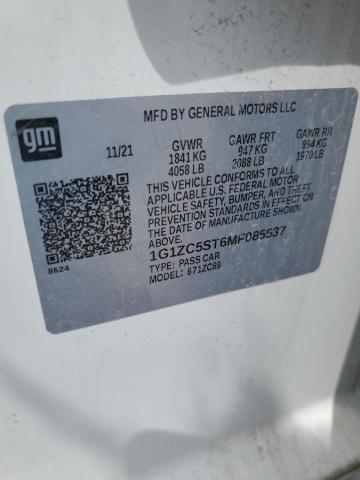 MFD BY GENERAL MOTORS LLC
gm
11/21 GVWR GAWR FRT GAWR RR
1841 KG 947 KG 894 KG
4058 LB 2088 LB 1970 LB
THIS VEHICLE CONFORMS TO ALL
APPLICABLE U.S. FEDERAL MOTOR
VEHICLE SAFETY, BUMPER, AND THEFT
PREVENTION STANDARDS IN EFFECT ON
THE DATE OF MANUFACTURE SHOWN ABOVE.
1G1ZC5ST6MF085537
TYPE: PASS CAR
8624
MODEL: 671ZC69